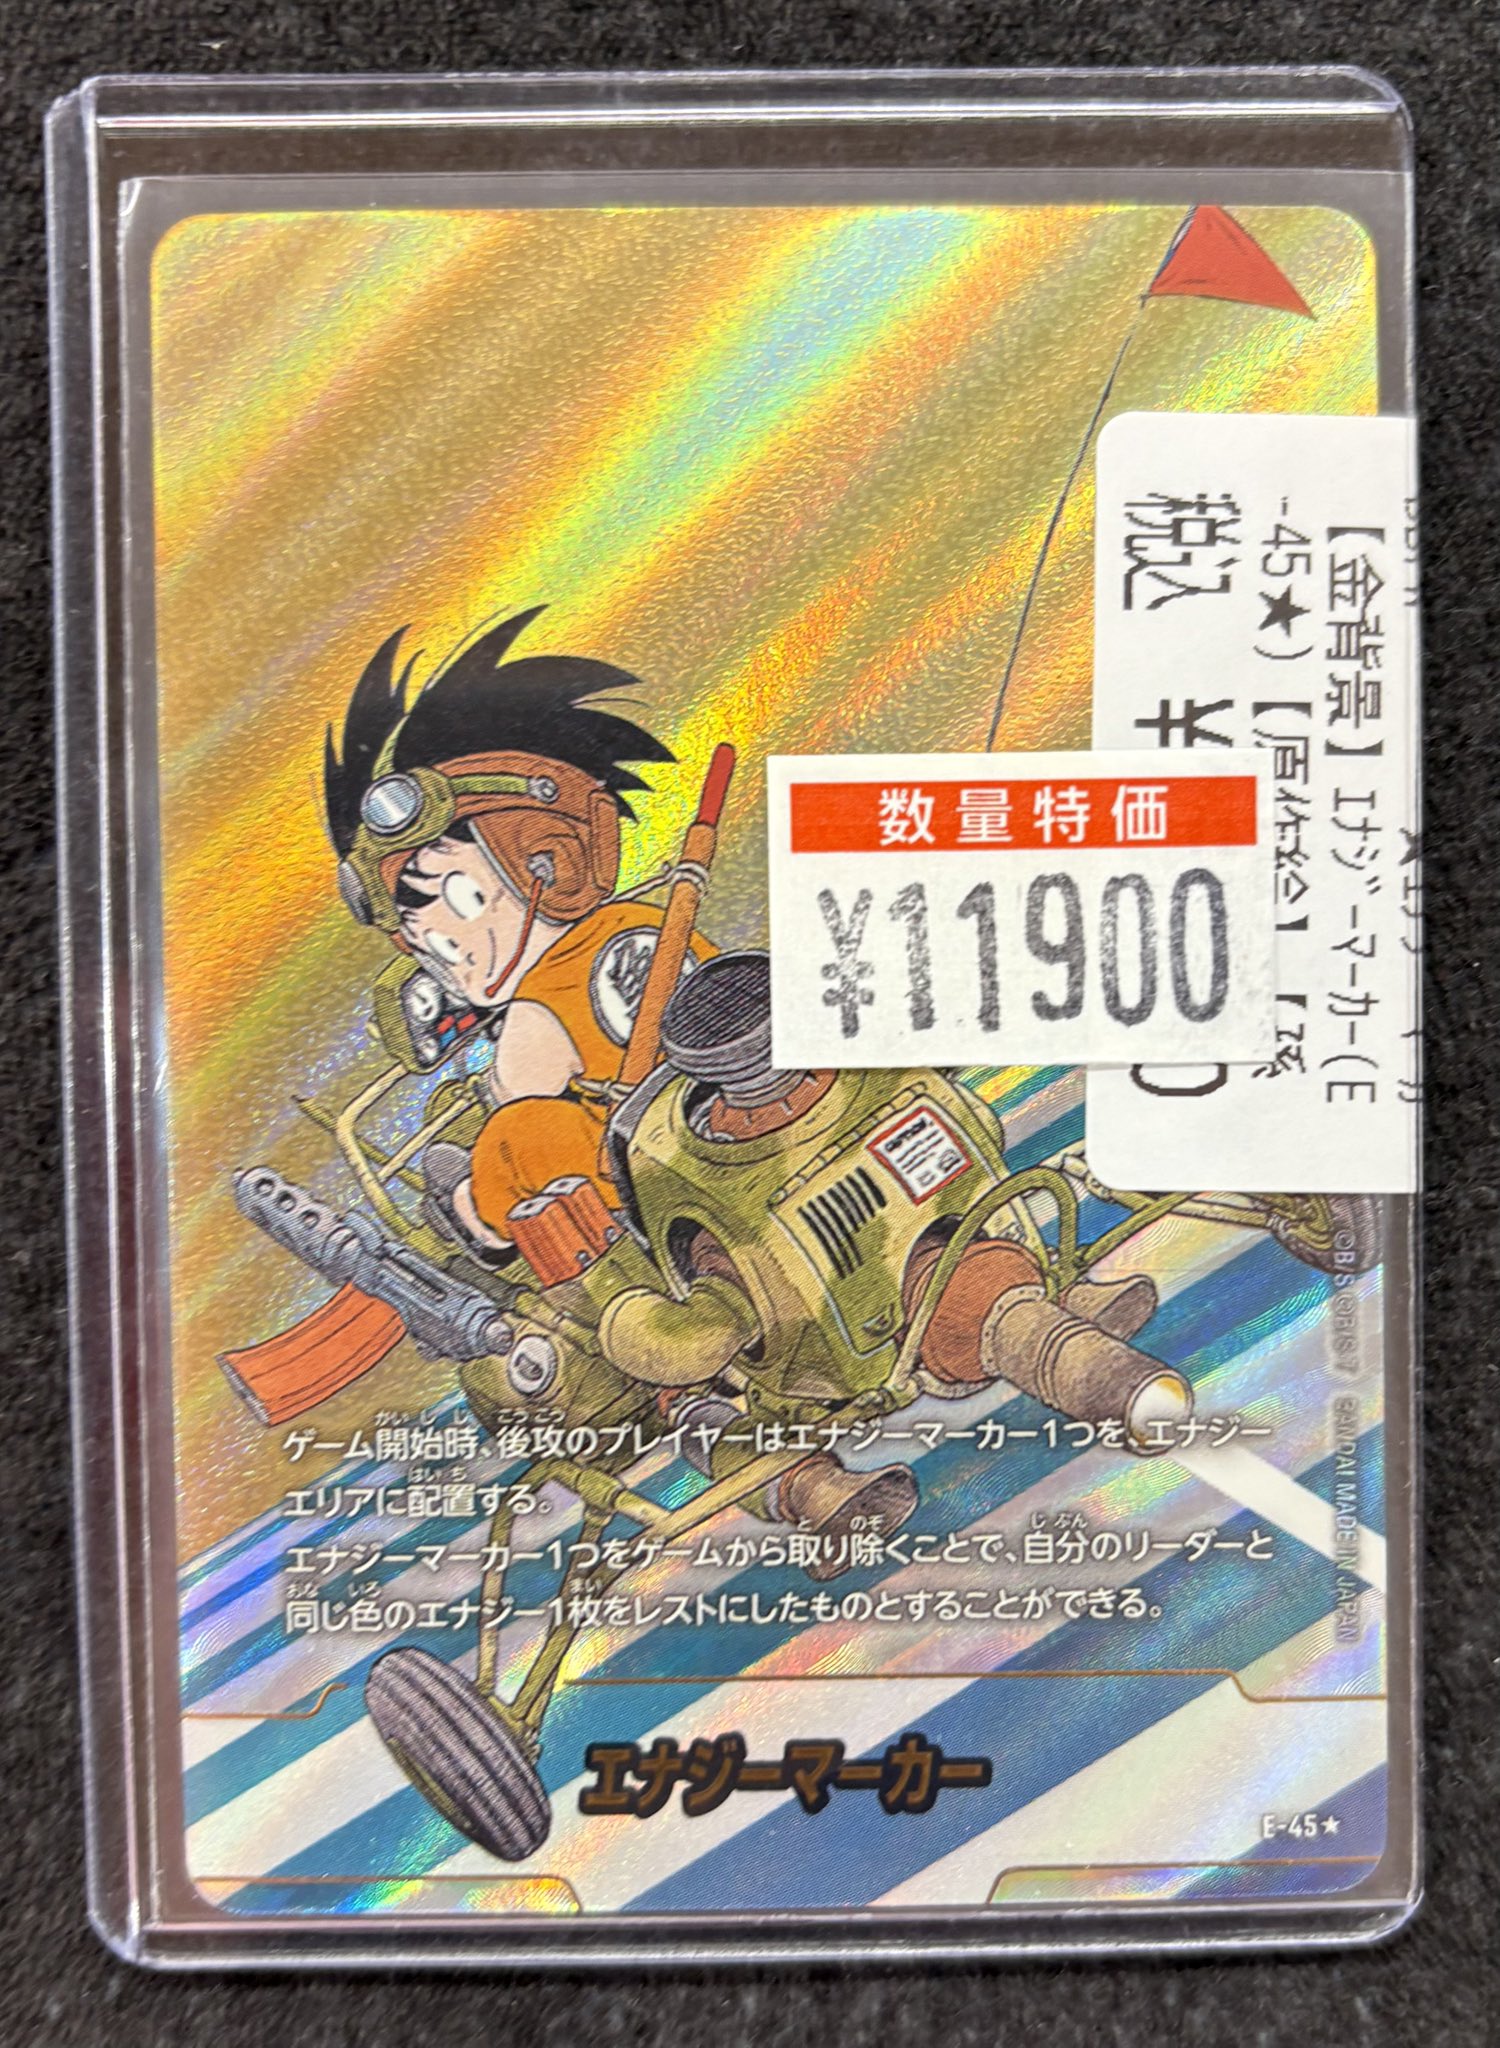 【金背景】エナジーマーカー(E
-45★)【原作絵】
税込 ¥
数量特価
¥11900
ゲーム開始時、後攻のプレイヤーはエナジーマーカー1つを、エナジー
エリアに配置する。
エナジーマーカー1つをゲームから取り除くことで、自分のリーダーと
同じ色のエナジー1枚をレストにしたものとすることができる。
エナジーマーカー
E-45★
BANDAI MADE IN JAPAN